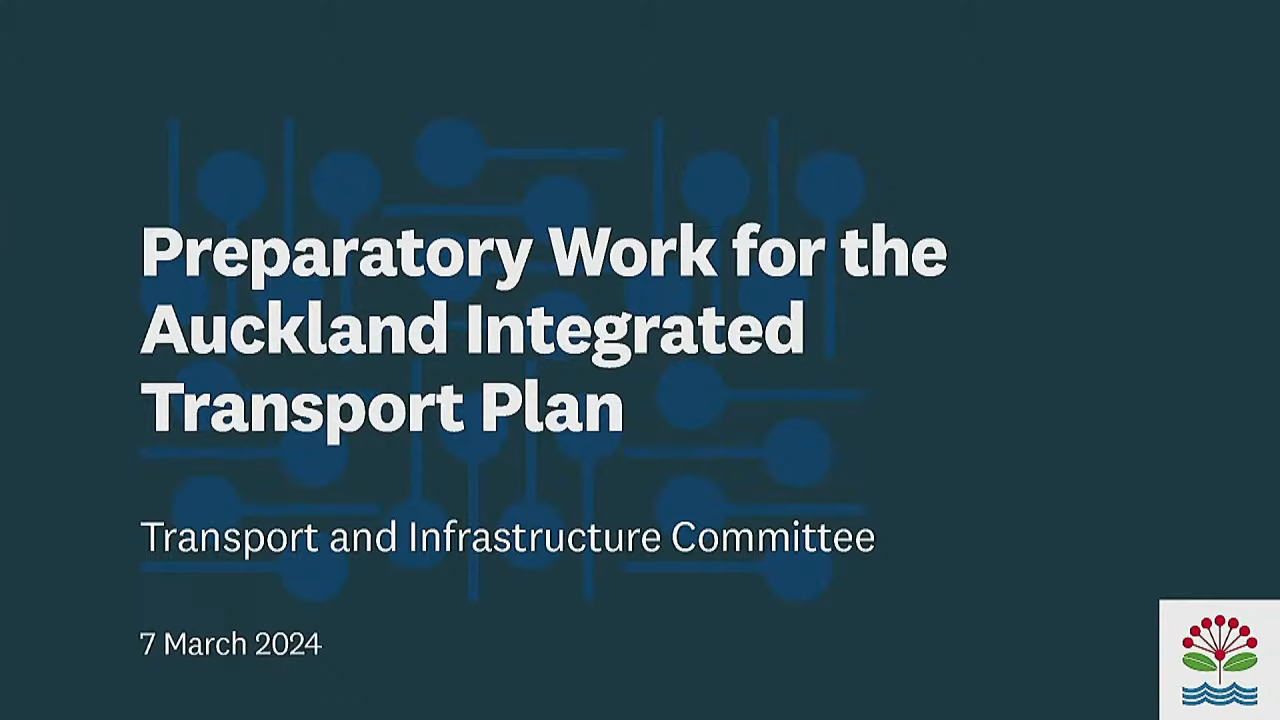 Preparatory Work for the
Auckland Integrated
Transport Plan
Transport and Infrastructure Committee
7 March 2024